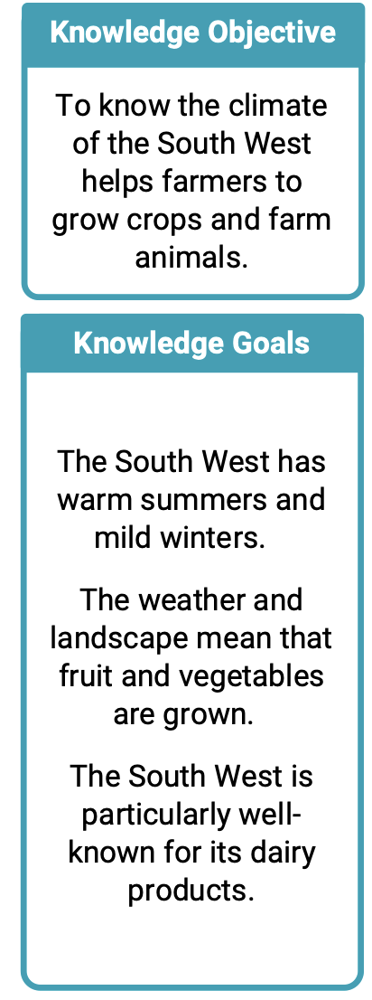 Knowledge Objective
To know the climate
of the South West
helps farmers to
grow crops and farm
animals.
Knowledge Goals
The South West has
warm summers and
mild winters.
The weather and
landscape mean that
fruit and vegetables
are grown.
The South West is
particularly well-
known for its dairy
products.